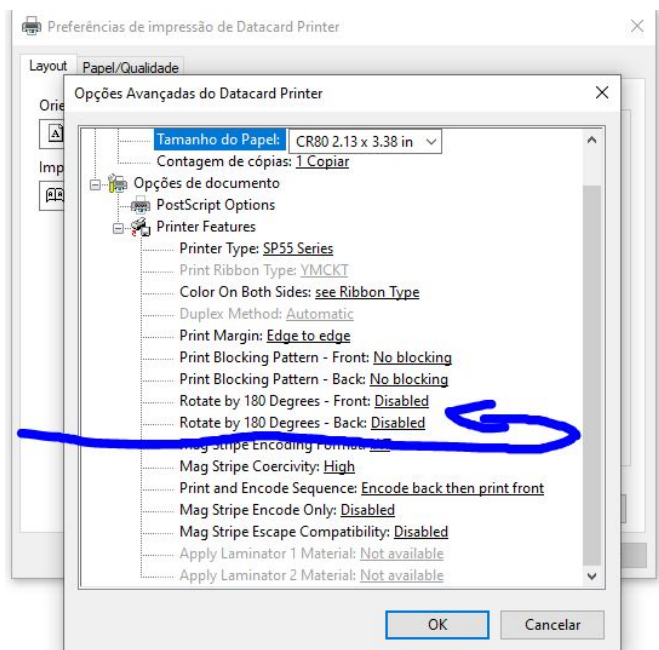 Preferências de impressão de Datacard Printer
Layout Papel/Qualidade
Opções Avançadas do Datacard Printer
Orie
Imp
Tamanho do Papel: CR80 2.13 x 3.38 in
Contagem de cópias: 1 Copiar
Opções de documento
PostScript Options
Printer Features
Printer Type: SP55 Series
Print Ribbon Type: YMCKT
Color On Both Sides: see Ribbon Type
Duplex Method: Automatic
Print Margin: Edge to edge
Print Blocking Pattern - Front: No blocking
Print Blocking Pattern - Back: No blocking
Rotate by 180 Degrees - Front: Disabled
Rotate by 180 Degrees - Back: Disabled
Mag Stripe Encoding Format:
Mag Stripe Coercivity: High
Print and Encode Sequence: Encode back then print front
Mag Stripe Encode Only: Disabled
Mag Stripe Escape Compatibility: Disabled
Apply Laminator 1 Material: Not available
Apply Laminator 2 Material: Not available
OK Cancelar